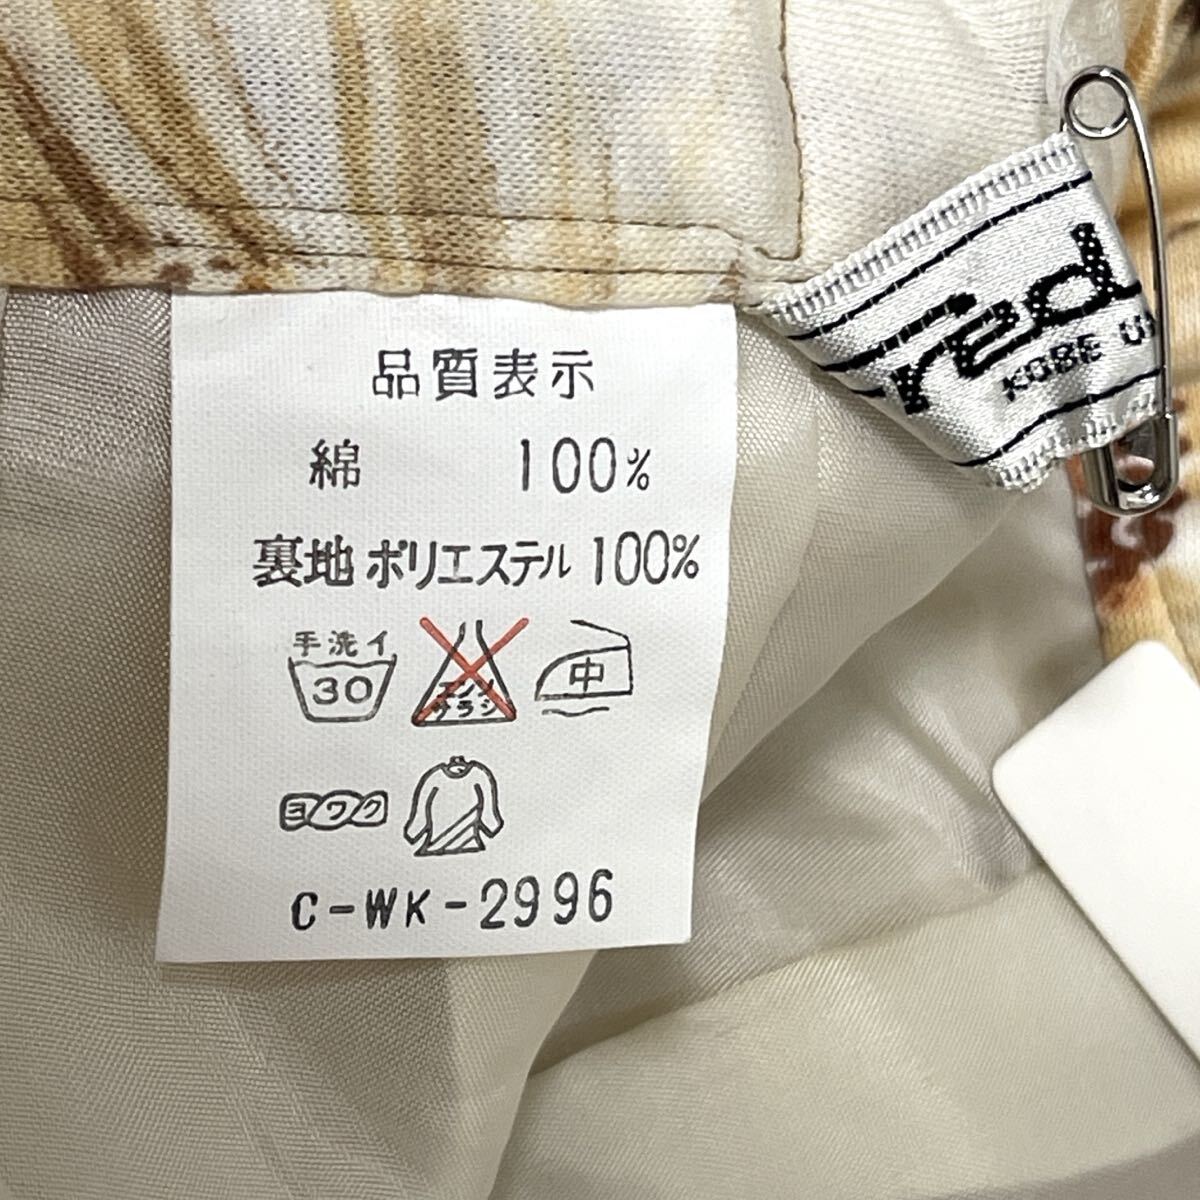 品質表示
綿 100%
裏地 ポリエステル 100%
手洗イ
30
エンソ
サラシ
中
ヨワク
C-WK-2996
KOBE